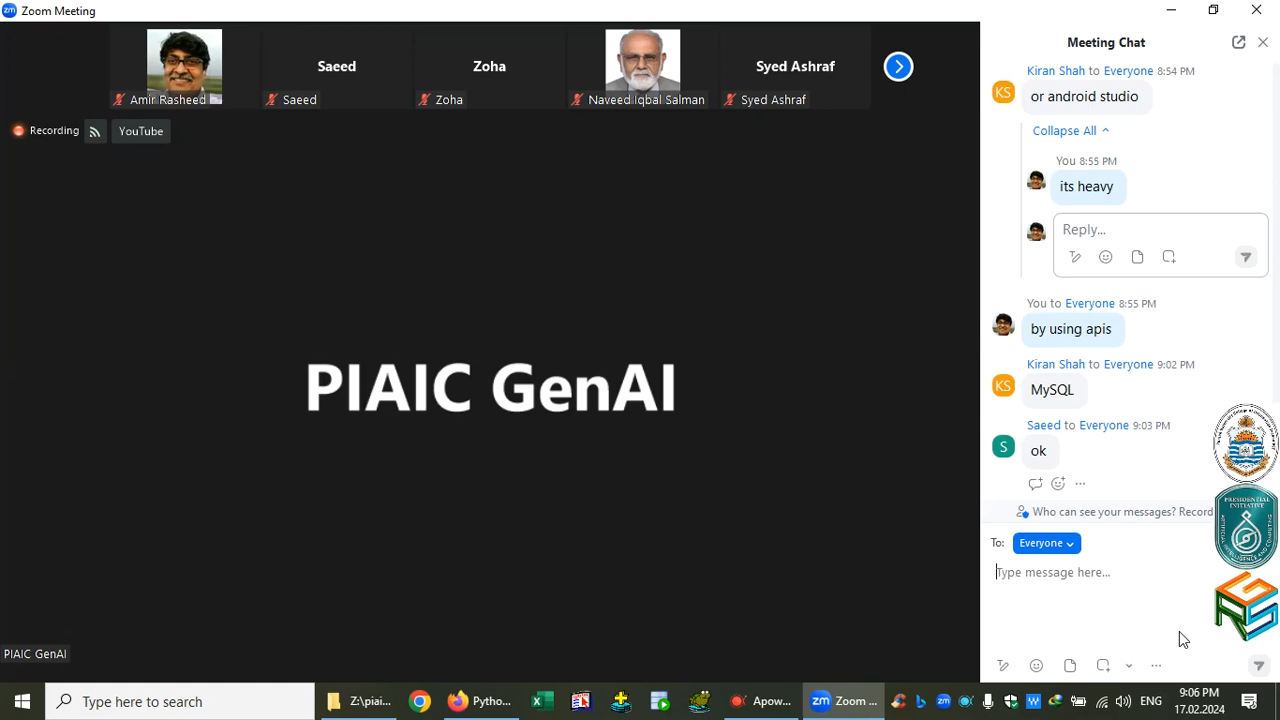 Zoom Meeting
Saeed
Zoha
Syed Ashraf
Amir Rasheed
Saeed
Zoha
Naveed Iqbal Salman
Syed Ashraf
Recording
YouTube
PIAIC GenAI
PIAIC GenAI
Meeting Chat
Kiran Shah to Everyone 8:54 PM
KS
or android studio
Collapse All
You 8:55 PM
its heavy
Reply...
You to Everyone 8:55 PM
by using apis
Kiran Shah to Everyone 9:02 PM
KS
MySQL
Saeed to Everyone 9:03 PM
S
ok
Who can see your messages? Record
PRESIDENTIAL
INITIATIVE
To: Everyone
Type message here...
Type here to search
Z:\piai...
Pytho...
Apow...
Zoom ...
ENG
9:06 PM
17.02.2024